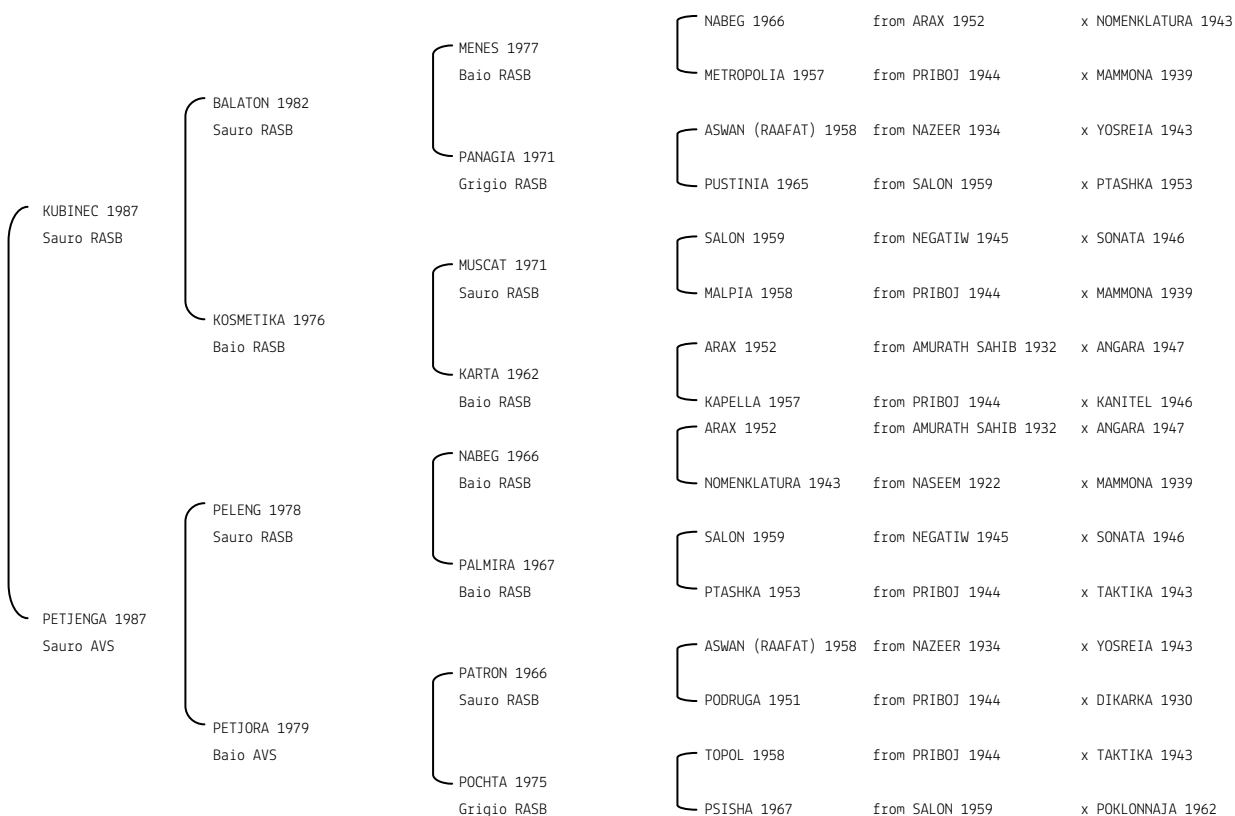 NABEG 1966 from ARAX 1952 x NOMENKLATURA 1943
MENES 1977
Baio RASB METROPOLIA 1957 from PRIBOJ 1944 x MAMMONA 1939
BALATON 1982
Sauro RASB ASWAN (RAAFAT) 1958 from NAZEER 1934 x YOSREIA 1943
PANAGIA 1971
Grigio RASB PUSTINIA 1965 from SALON 1959 x PTASHKA 1953
KUBINEC 1987
Sauro RASB SALON 1959 from NEGATIW 1945 x SONATA 1946
MUSCAT 1971
Sauro RASB MALPIA 1958 from PRIBOJ 1944 x MAMMONA 1939
KOSMETIKA 1976
Baio RASB ARAX 1952 from AMURATH SAHIB 1932 x ANGARA 1947
KARTA 1962
Baio RASB KAPELLA 1957 from PRIBOJ 1944 x KANITEL 1946
ARAX 1952 from AMURATH SAHIB 1932 x ANGARA 1947
NABEG 1966
Baio RASB NOMENKLATURA 1943 from NASEEM 1922 x MAMMONA 1939
PELENG 1978
Sauro RASB SALON 1959 from NEGATIW 1945 x SONATA 1946
PALMIRA 1967
Baio RASB PTASHKA 1953 from PRIBOJ 1944 x TAKTIKA 1943
PETJENGA 1987
Sauro AVS ASWAN (RAAFAT) 1958 from NAZEER 1934 x YOSREIA 1943
PATRON 1966
Sauro RASB PODRUGA 1951 from PRIBOJ 1944 x DIKARKA 1930
PETJORA 1979
Baio AVS TOPOL 1958 from PRIBOJ 1944 x TAKTIKA 1943
POCHTA 1975
Grigio RASB PSISHA 1967 from SALON 1959 x POKLONNAJA 1962